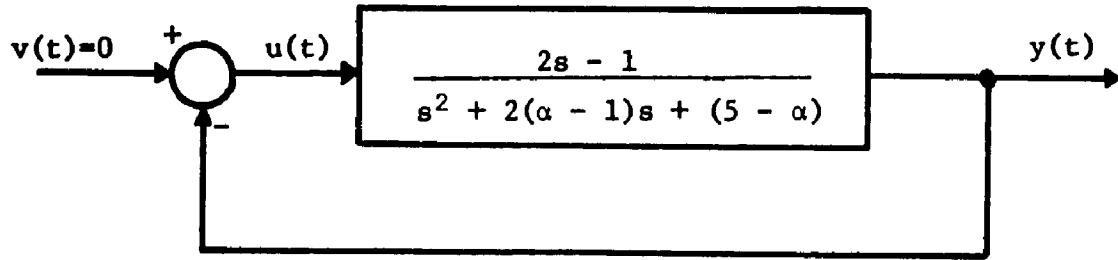 v(t)=0
+
-
u(t)
2s - 1
s² + 2(α - 1)s + (5 - α)
y(t)